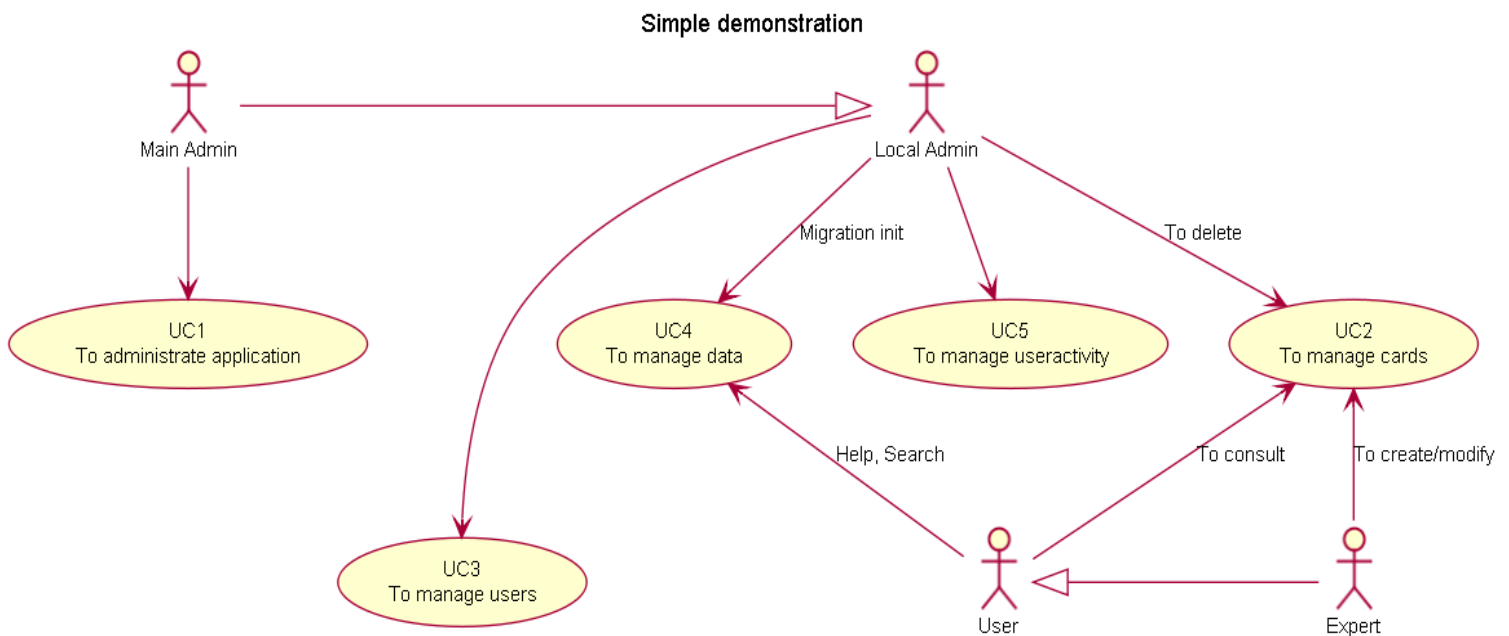 Simple demonstration
Main Admin
Local Admin
Migration init
To delete
UC1
To administrate application
UC4
To manage data
UC5
To manage useractivity
UC2
To manage cards
Help, Search
To consult
To create/modify
UC3
To manage users
User
Expert